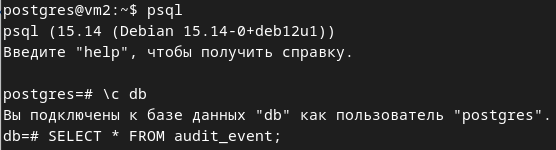 postgres@vm2:~$ psql
psql (15.14 (Debian 15.14-0+deb12u1))
Введите "help", чтобы получить справку.
postgres=# \c db
Вы подключены к базе данных "db" как пользователь "postgres".
db=# SELECT * FROM audit_event;